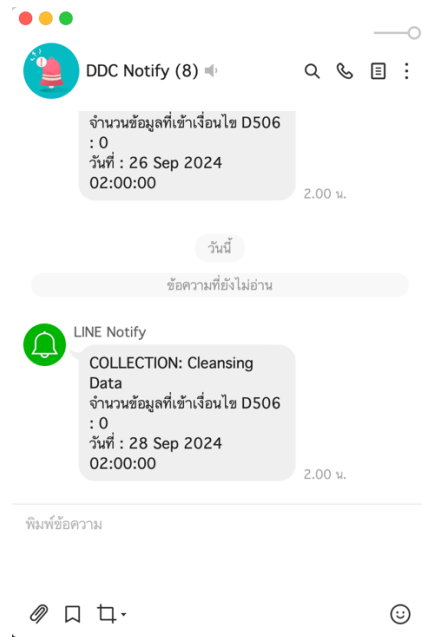 DDC Notify (8)
จำนวนข้อมูลที่เข้าเงื่อนไข D506
: 0
วันที่ : 26 Sep 2024
02:00:00
2.00 น.
วันนี้
ข้อความที่ยังไม่อ่าน
LINE Notify
COLLECTION: Cleansing
Data
จำนวนข้อมูลที่เข้าเงื่อนไข D506
: 0
วันที่ : 28 Sep 2024
02:00:00
2.00 น.
พิมพ์ข้อความ